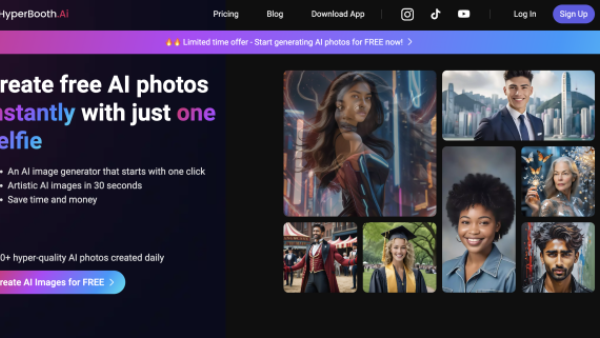 HyperBooth.Ai
Pricing
Blog
Download App
Log In
Sign Up
Limited time offer - Start generating AI photos for FREE now!
reate free AI photos
nstantly with just one
elfie
An AI image generator that starts with one click
Artistic AI images in 30 seconds
Save time and money
0+ hyper-quality AI photos created daily
reate AI Images for FREE